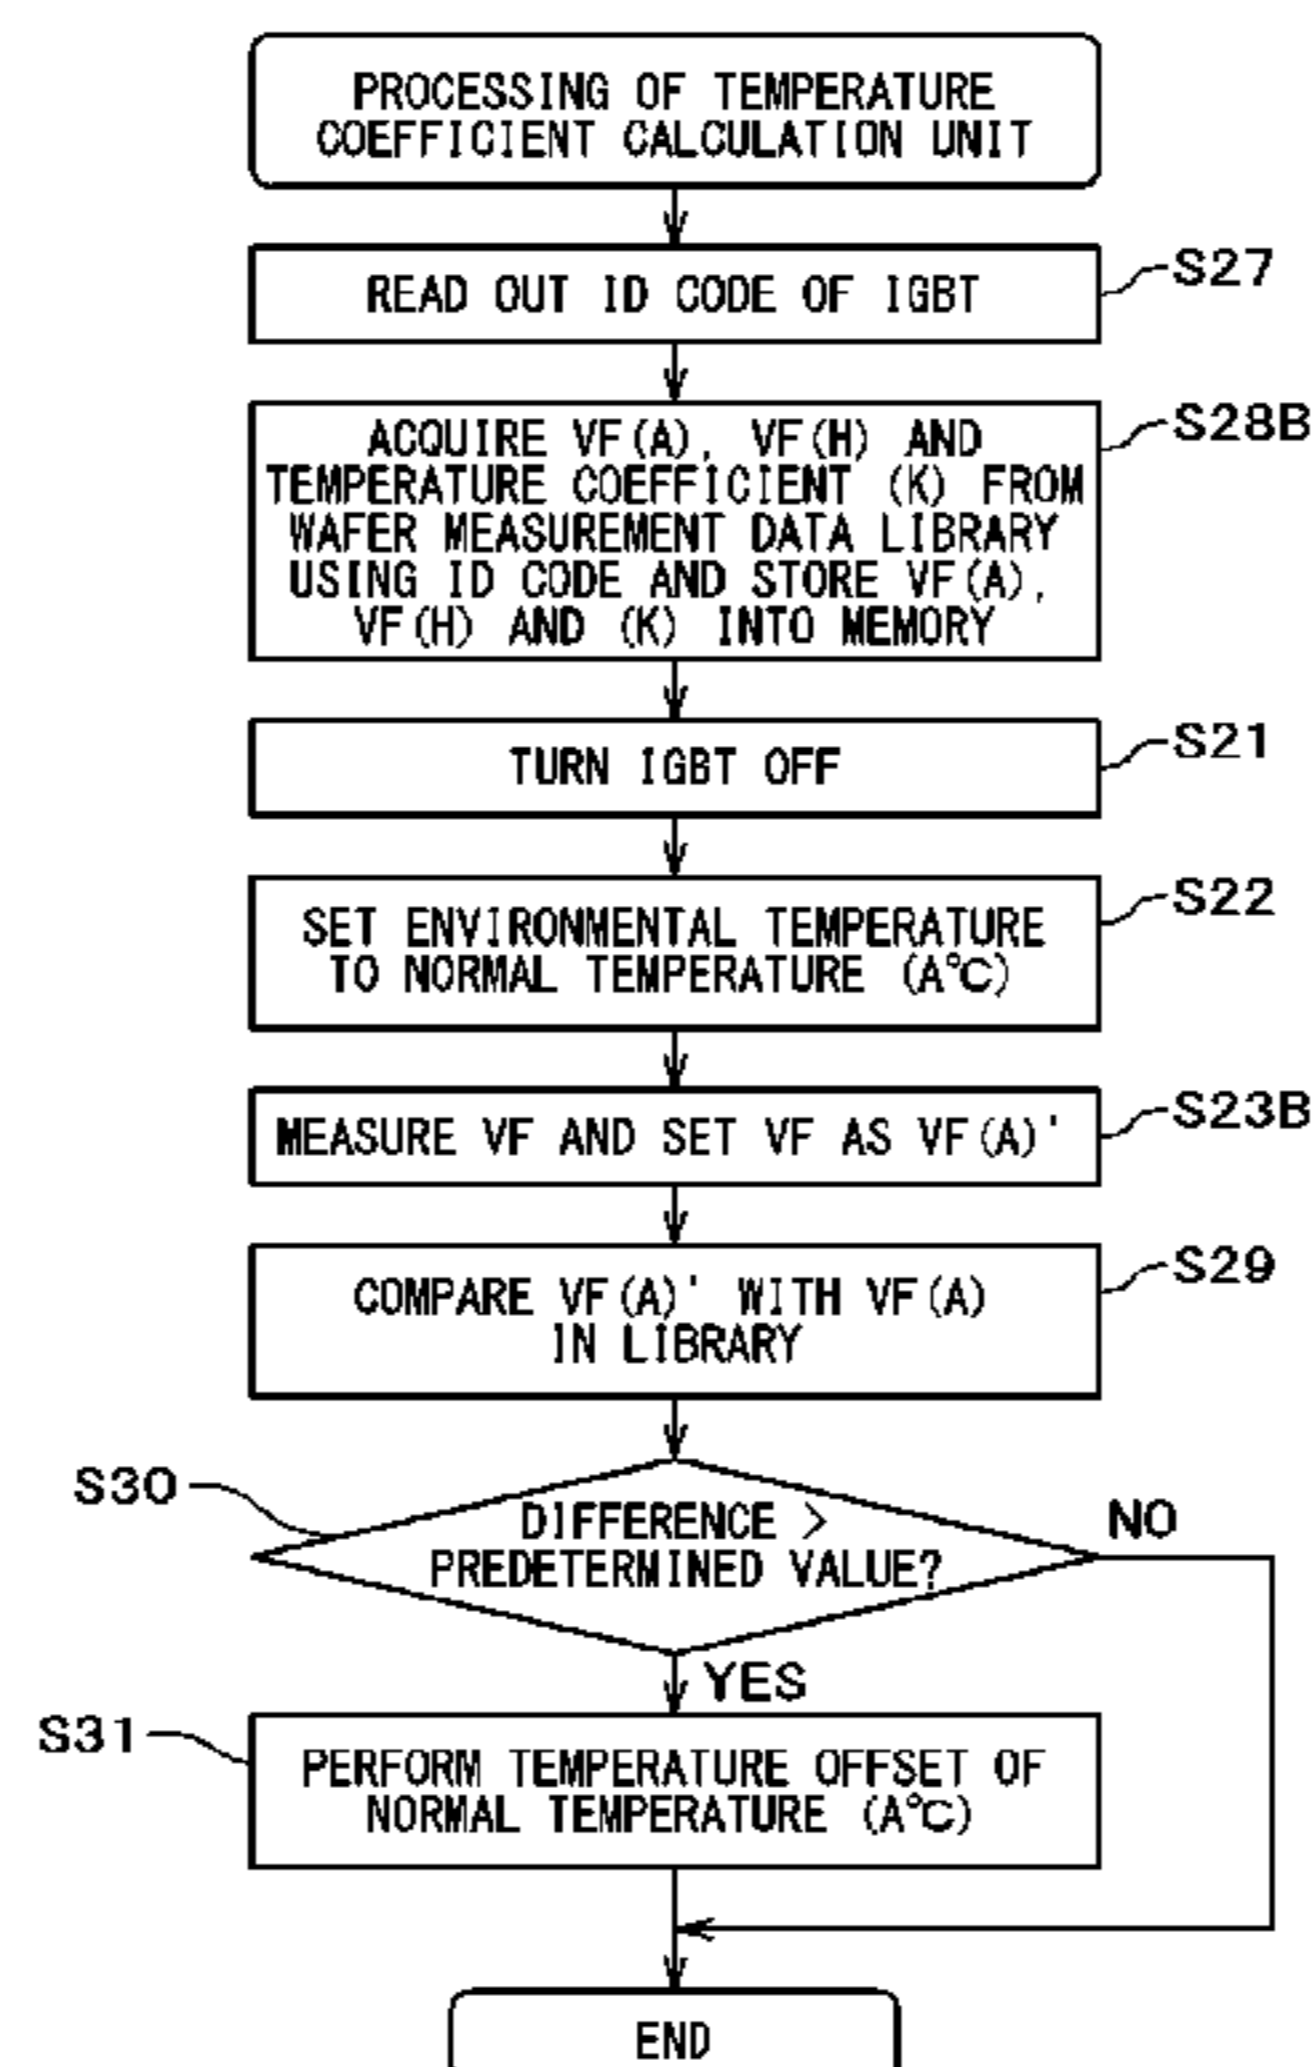 PROCESSING OF TEMPERATURE
COEFFICIENT CALCULATION UNIT
READ OUT ID CODE OF IGBT
S27
ACQUIRE VF(A), VF(H) AND
TEMPERATURE COEFFICIENT (K) FROM
WAFER MEASUREMENT DATA LIBRARY
USING ID CODE AND STORE VF(A),
VF(H) AND (K) INTO MEMORY
S28B
TURN IGBT OFF
S21
SET ENVIRONMENTAL TEMPERATURE
TO NORMAL TEMPERATURE (A℃)
S22
MEASURE VF AND SET VF AS VF(A)'
S23B
COMPARE VF(A)' WITH VF(A)
IN LIBRARY
S29
S30
DIFFERENCE >
PREDETERMINED VALUE?
NO
YES
S31
PERFORM TEMPERATURE OFFSET OF
NORMAL TEMPERATURE (A℃)
END